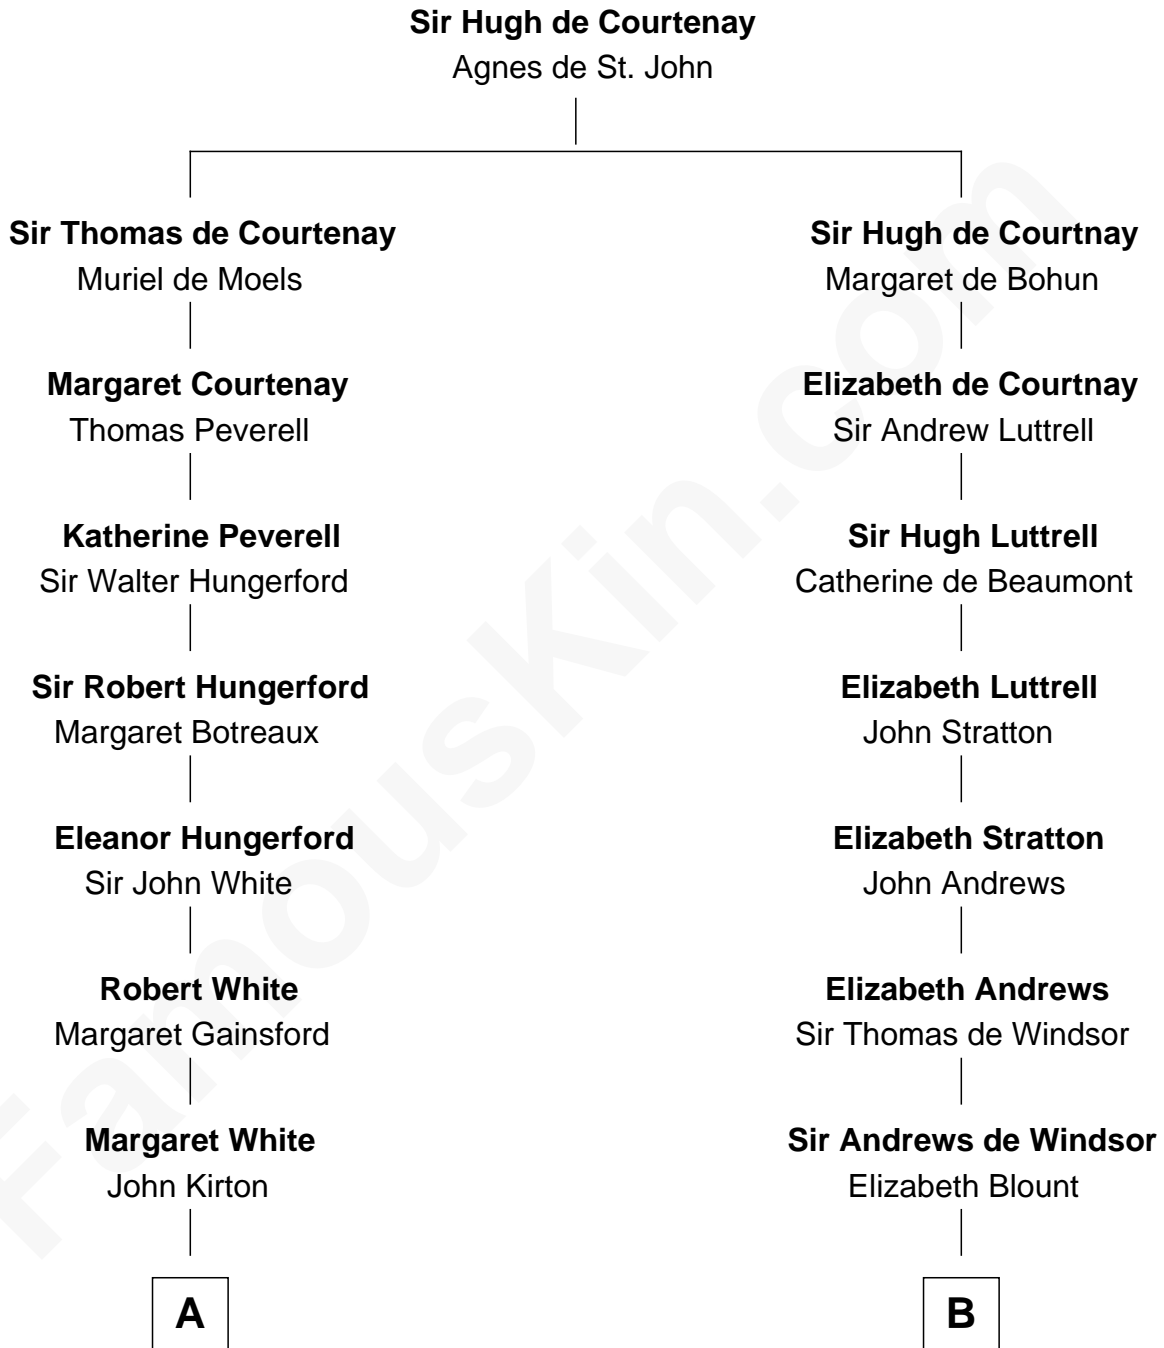 Sir Hugh de Courtenay
Agnes de St. John
Sir Thomas de Courtenay
Muriel de Moels
Sir Hugh de Courtnay
Margaret de Bohun
Margaret Courtenay
Thomas Peverell
Elizabeth de Courtnay
Sir Andrew Luttrell
Katherine Peverell
Sir Walter Hungerford
Sir Hugh Luttrell
Catherine de Beaumont
Sir Robert Hungerford
Margaret Botreaux
Elizabeth Luttrell
John Stratton
Eleanor Hungerford
Sir John White
Elizabeth Stratton
John Andrews
Robert White
Margaret Gainsford
Elizabeth Andrews
Sir Thomas de Windsor
Margaret White
John Kirton
Sir Andrews de Windsor
Elizabeth Blount
A
B
FamousKin.com